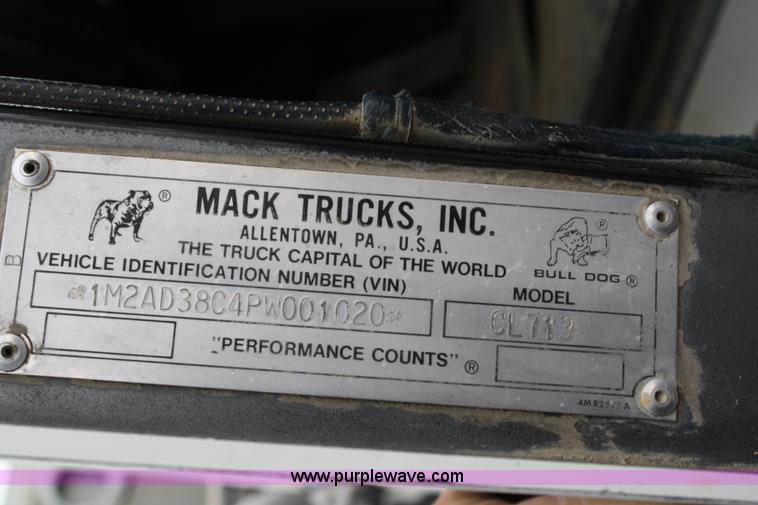 MACK TRUCKS, INC.
ALLENTOWN, PA., U.S.A.
THE TRUCK CAPITAL OF THE WORLD
BULL DOG ®
VEHICLE IDENTIFICATION NUMBER (VIN)
MODEL
1M2AD38C4PW001020
CL713
"PERFORMANCE COUNTS" ®
www.purplewave.com